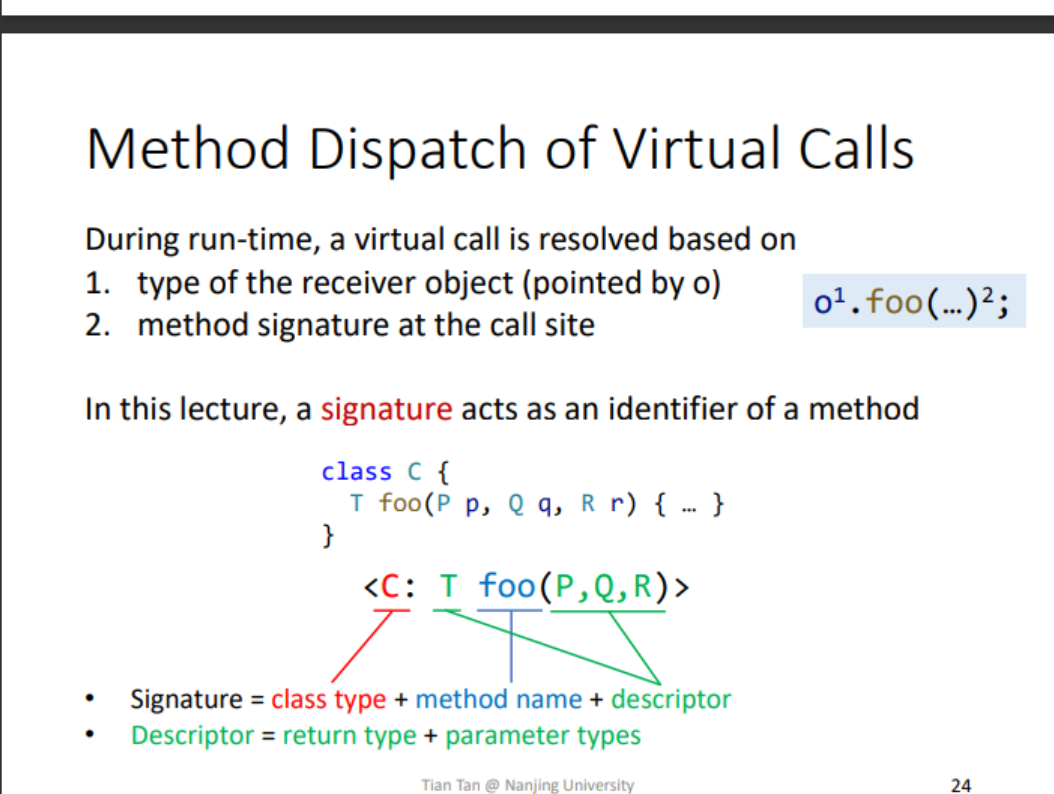 Method Dispatch of Virtual Calls
During run-time, a virtual call is resolved based on
1. type of the receiver object (pointed by o)
2. method signature at the call site
o¹.foo(…)²;
In this lecture, a signature acts as an identifier of a method
class C {
T foo(P p, Q q, R r) { … }
}
<C: T foo(P,Q,R)>
• Signature = class type + method name + descriptor
• Descriptor = return type + parameter types
Tian Tan @ Nanjing University
24